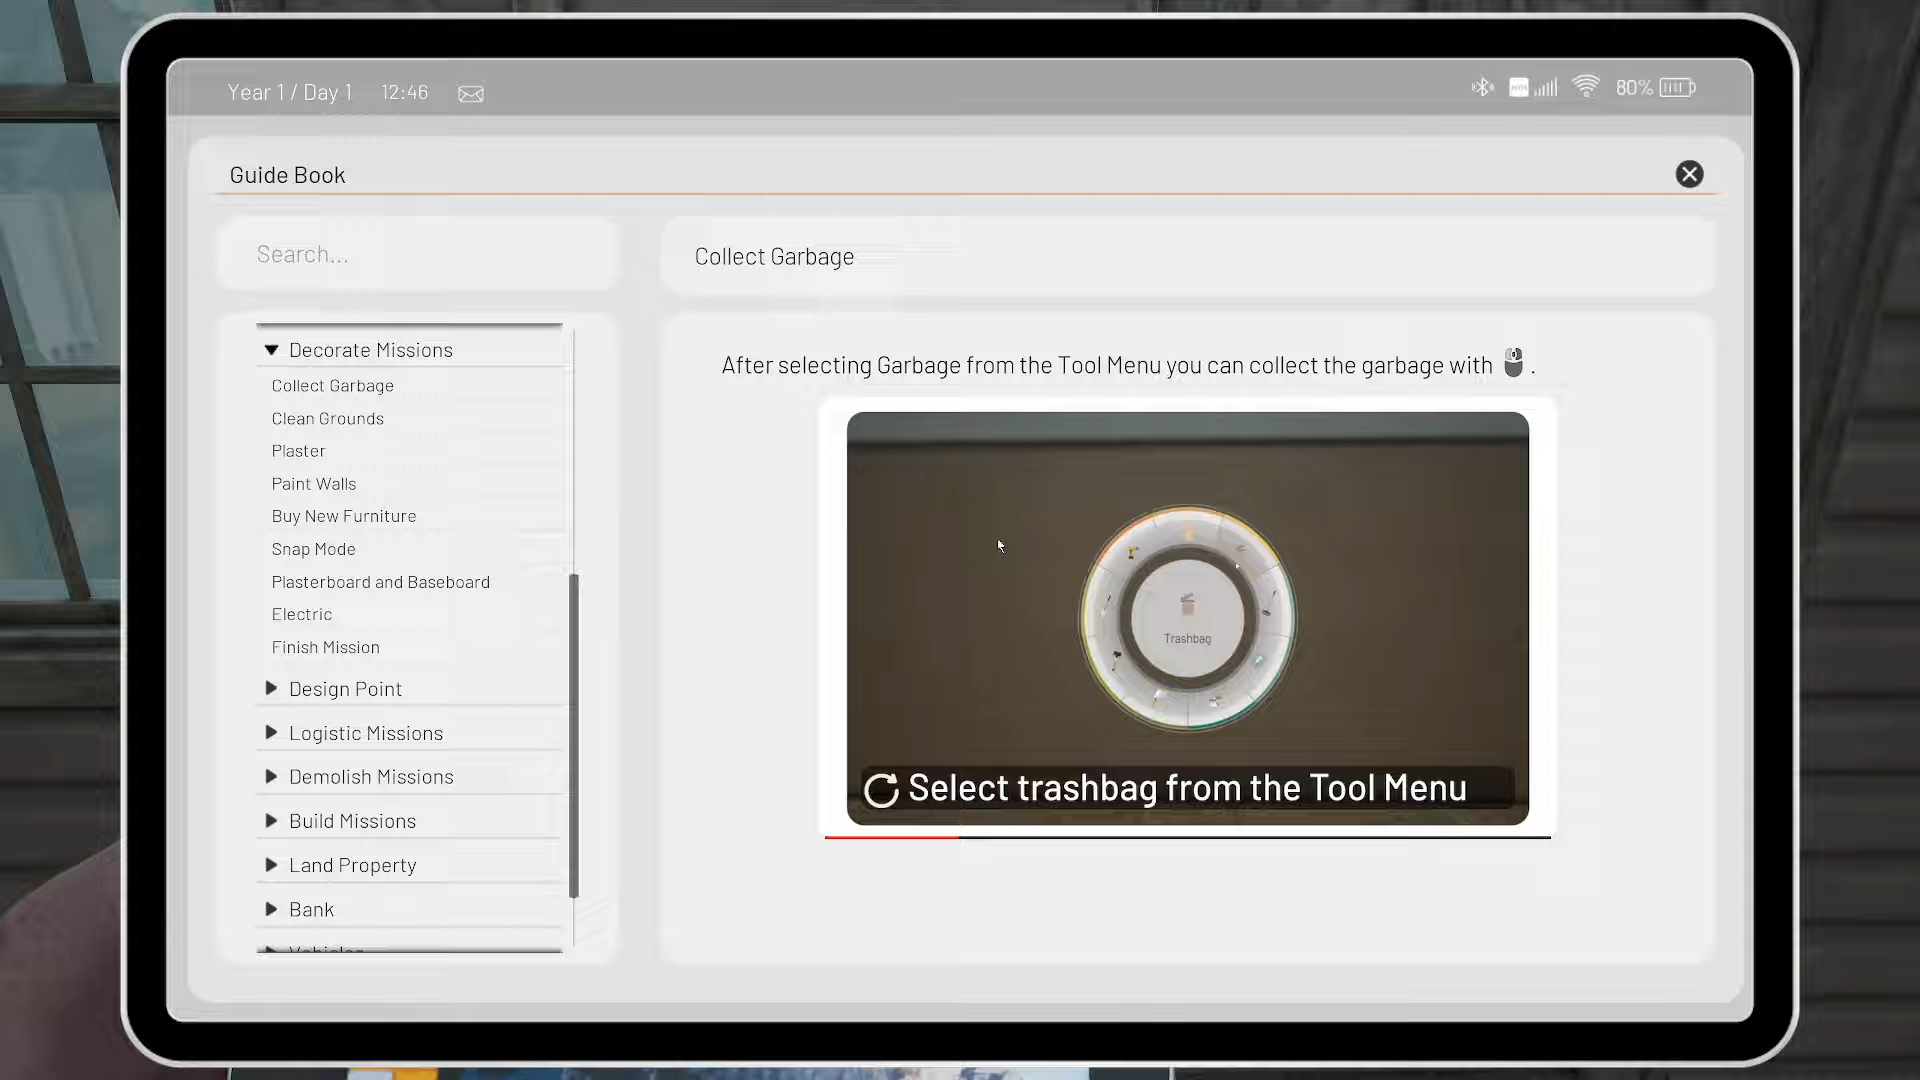 Year 1 / Day 1 12:46
80%
Guide Book
Search...
Collect Garbage
Decorate Missions
Collect Garbage
Clean Grounds
Plaster
Paint Walls
Buy New Furniture
Snap Mode
Plasterboard and Baseboard
Electric
Finish Mission
Design Point
Logistic Missions
Demolish Missions
Build Missions
Land Property
Bank
Vehicles
After selecting Garbage from the Tool Menu you can collect the garbage with .
Trashbag
Select trashbag from the Tool Menu